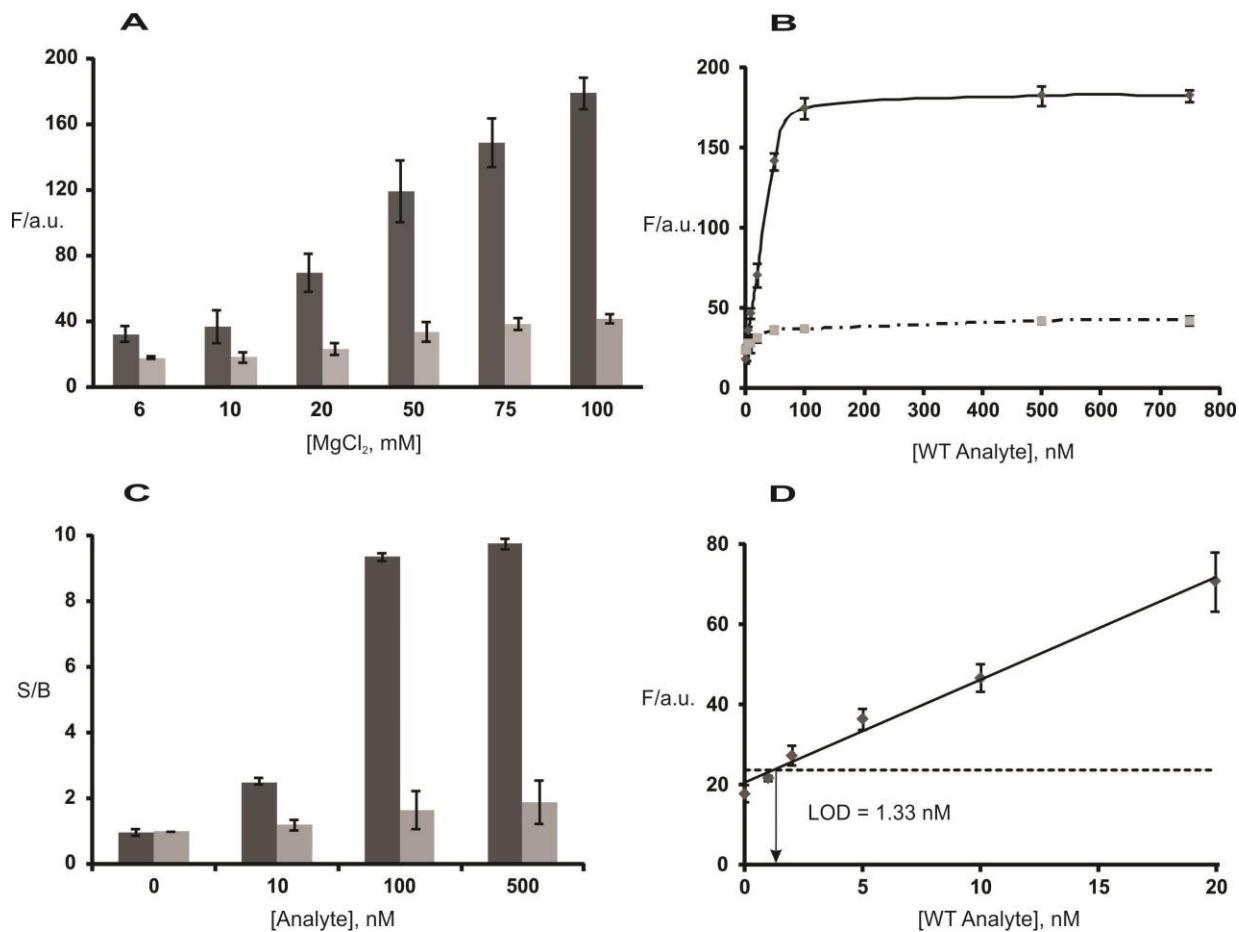 A
200
160
120
F/a.u.
80
40
0
6 10 20 50 75 100
[MgCl₂, mM]
B
200
150
F/a.u.
100
50
0
0 100 200 300 400 500 600 700 800
[WT Analyte], nM
C
10
8
6
S/B
4
2
0
0 10 100 500
[Analyte], nM
D
80
60
F/a.u.
40
20
LOD = 1.33 nM
0
0 5 10 15 20
[WT Analyte], nM